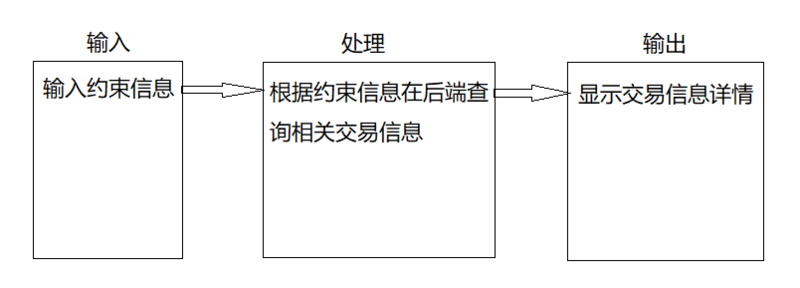 输入
处理
输出
输入约束信息
根据约束信息在后端查
询相关交易信息
显示交易信息详情